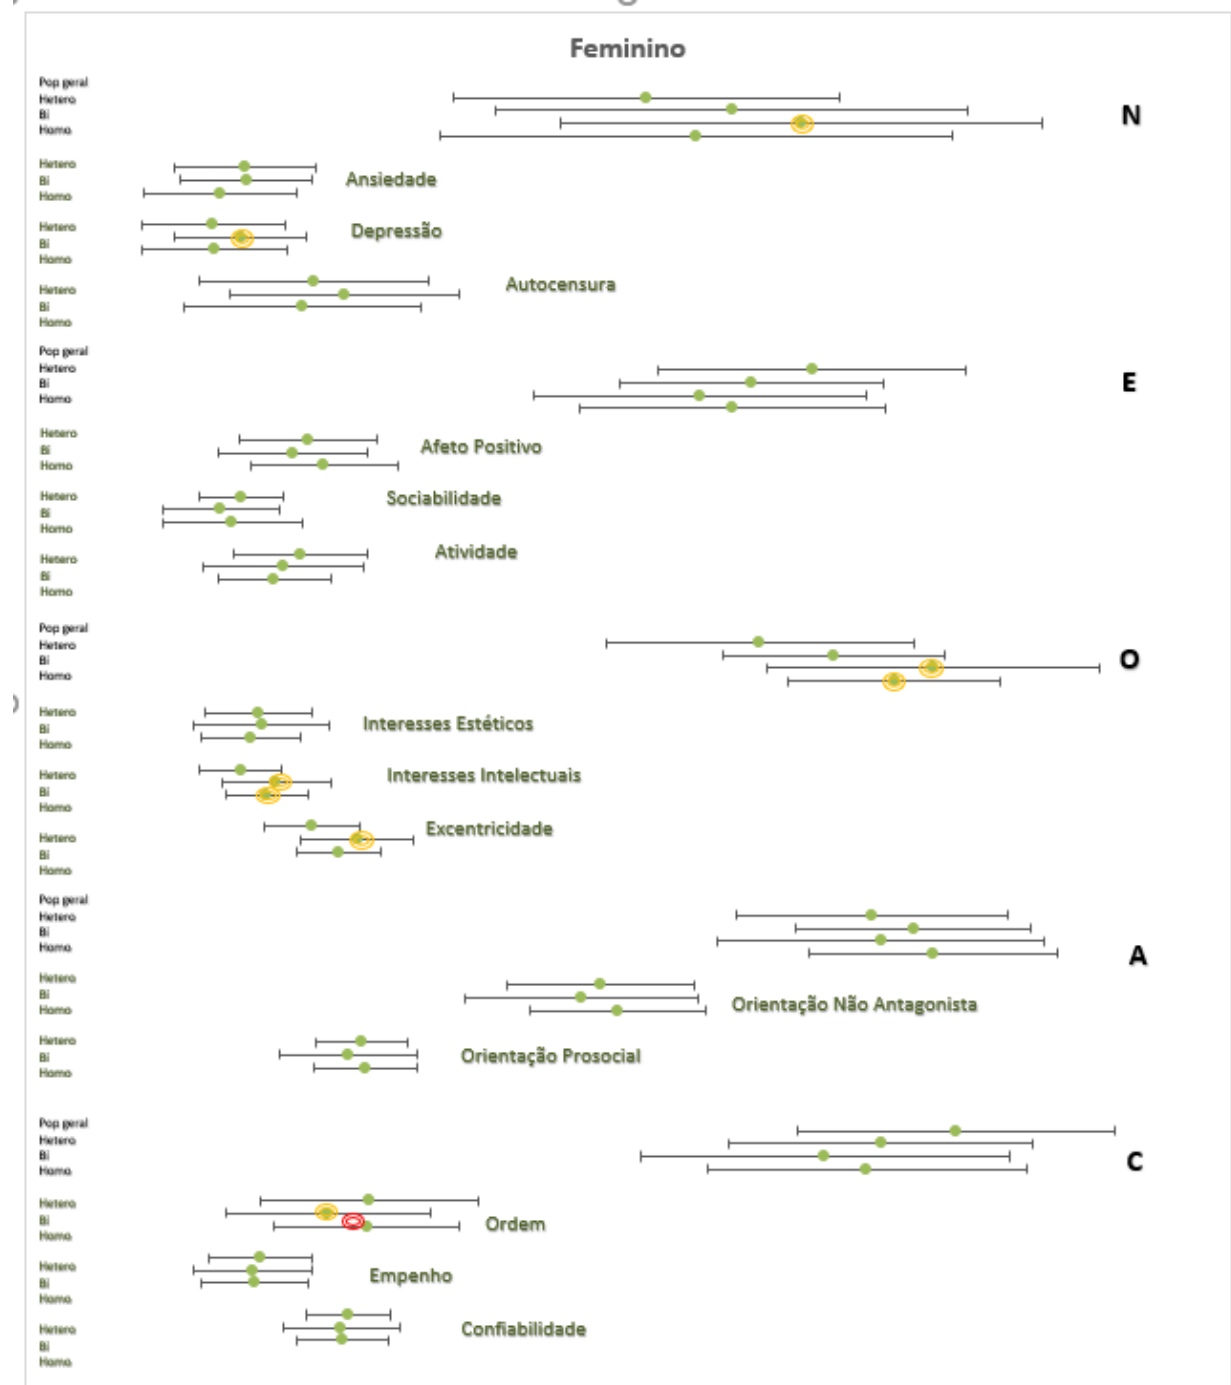 Feminino
Pop geral
Hetero
Bi
Homo
N
Hetero
Bi
Homo
Ansiedade
Hetero
Bi
Homo
Depressão
Hetero
Bi
Homo
Autocensura
Pop geral
Hetero
Bi
Homo
E
Hetero
Bi
Homo
Afeto Positivo
Hetero
Bi
Homo
Sociabilidade
Hetero
Bi
Homo
Atividade
Pop geral
Hetero
Bi
Homo
O
Hetero
Bi
Homo
Interesses Estéticos
Hetero
Bi
Homo
Interesses Intelectuais
Hetero
Bi
Homo
Excentricidade
Pop geral
Hetero
Bi
Homo
A
Hetero
Bi
Homo
Orientação Não Antagonista
Hetero
Bi
Homo
Orientação Prosocial
Pop geral
Hetero
Bi
Homo
C
Hetero
Bi
Homo
Ordem
Hetero
Bi
Homo
Empenho
Hetero
Bi
Homo
Confiabilidade